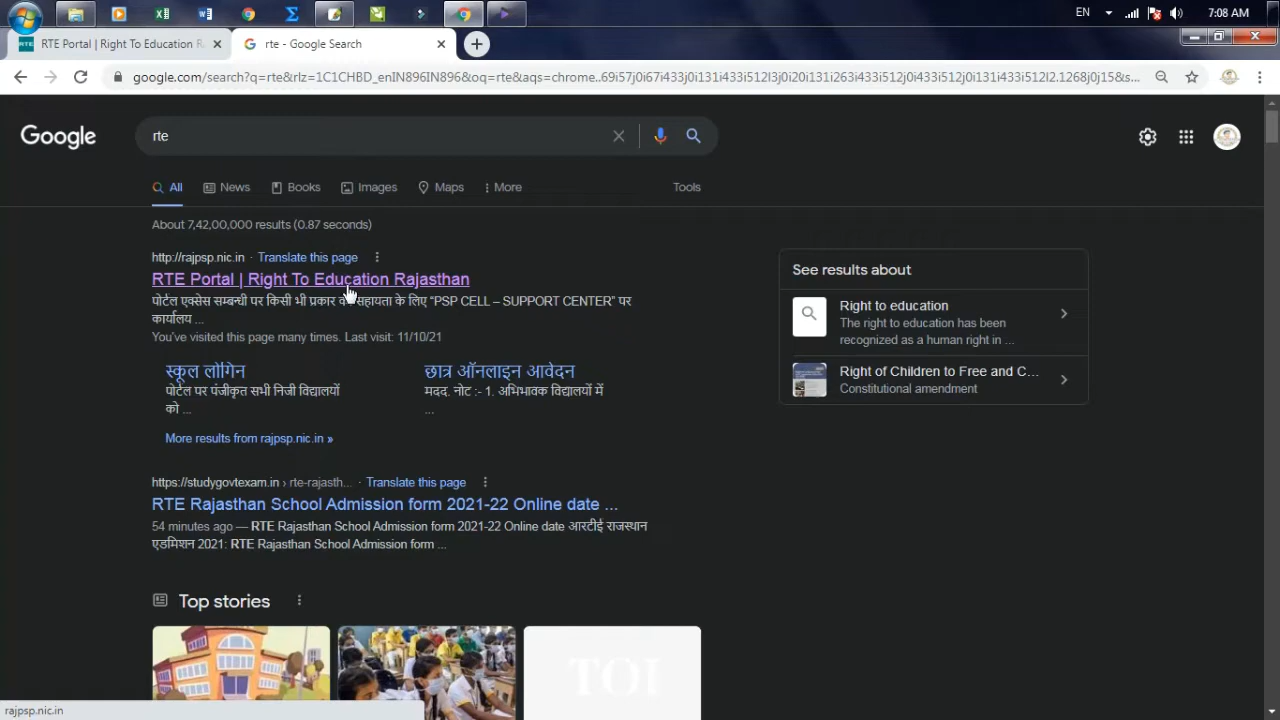 EN
7:08 AM
RTE Portal | Right To Education R
rte - Google Search
google.com/search?q=rte&rlz=1C1CHBD_enIN896IN896&oq=rte&aqs=chrome..69i57j0i67i433j0i131i433i512l3j0i20i131i263i433i512j0i433i512j0i131i433i512l2.1268j0j15&s...
Google
rte
All
News
Books
Images
Maps
More
Tools
About 7,42,00,000 results (0.87 seconds)
http://rajpsp.nic.in · Translate this page
RTE Portal | Right To Education Rajasthan
पोर्टल एक्सेस सम्बन्धी पर किसी भी प्रकार के सहायता के लिए “PSP CELL – SUPPORT CENTER” पर
कार्यालय ...
You've visited this page many times. Last visit: 11/10/21
स्कूल लोगिन
पोर्टल पर पंजीकृत सभी निजी विद्यालयों
को ...
छात्र ऑनलाइन आवेदन
मदद. नोट :- 1. अभिभावक विद्यालयों में
...
More results from rajpsp.nic.in »
https://studygovtexam.in › rte-rajasth... · Translate this page
RTE Rajasthan School Admission form 2021-22 Online date ...
54 minutes ago — RTE Rajasthan School Admission form 2021-22 Online date आरटीई राजस्थान
एडमिशन 2021: RTE Rajasthan School Admission form ...
Top stories
TOI
See results about
Right to education
The right to education has been
recognized as a human right in ...
Right of Children to Free and C...
Constitutional amendment
rajpsp.nic.in